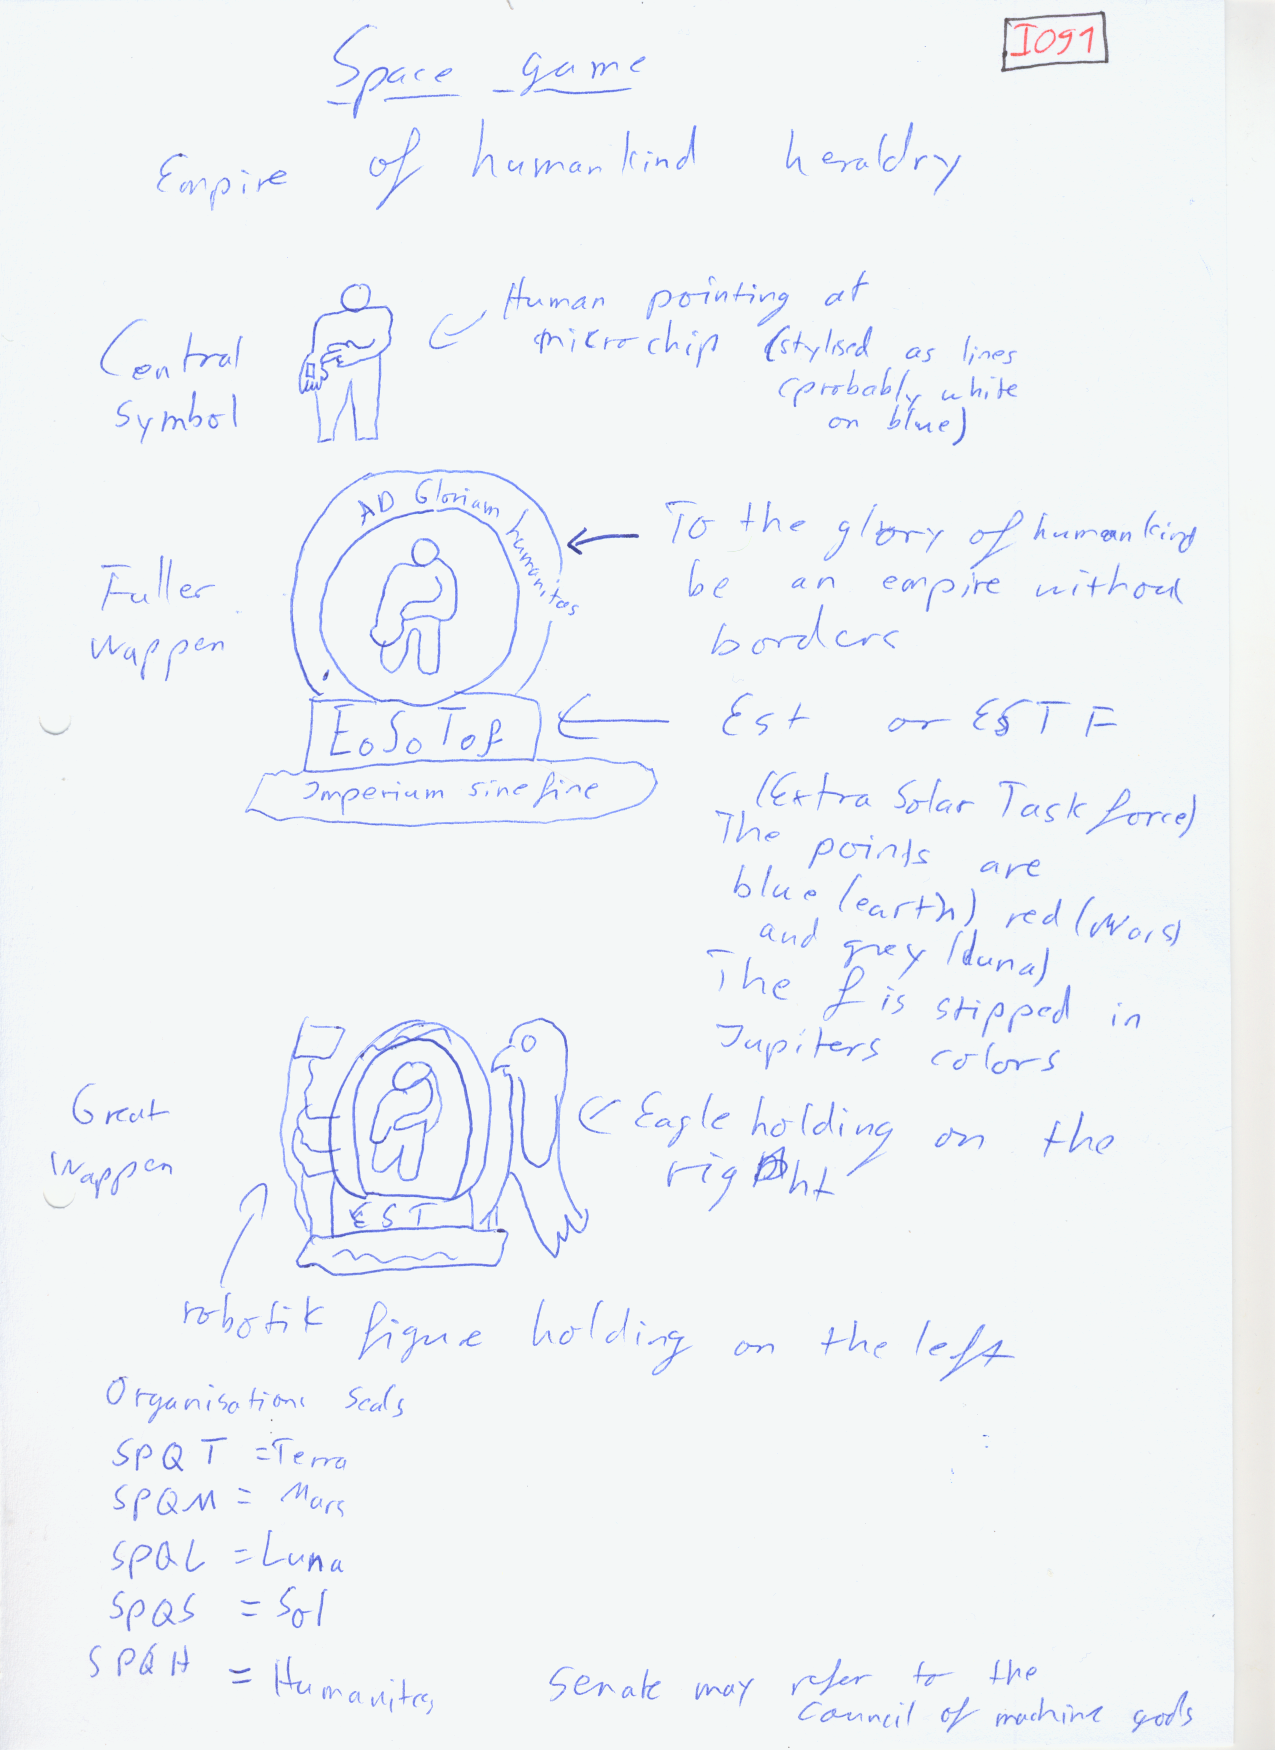 Space game
I091
Empire of humankind heraldry
Human pointing at
microchip (stylised as lines
(probably white
on blue)
Central
Symbol
AD Gloriam humanitas
To the glory of humankind
be an empire without
borders
Fuller
Wappen
EoSoTof
Est or ESTF
Imperium sine fine
(Extra Solar Task force)
The points are
blue (earth) red (Mars)
and grey (Luna)
The f is stipped in
Jupiters colors
Great
Wappen
Eagle holding on the
right
EST
robotik figure holding on the left
Organisations Seals
SPQT = Terra
SPQM = Mars
SPQL = Luna
SPQS = Sol
SPQH = Humanitas
Senate may refer to the
Council of machine gods